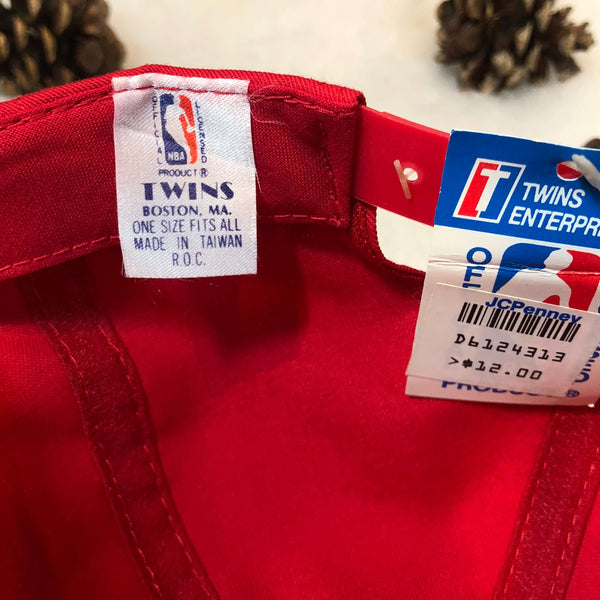 OFFICIAL
LICENSED
NBA
PRODUCT®
TWINS
BOSTON, MA.
ONE SIZE FITS ALL
MADE IN TAIWAN
R.O.C.
T
TWINS
ENTERPRI
JCPenney
D6124313
>$12.00